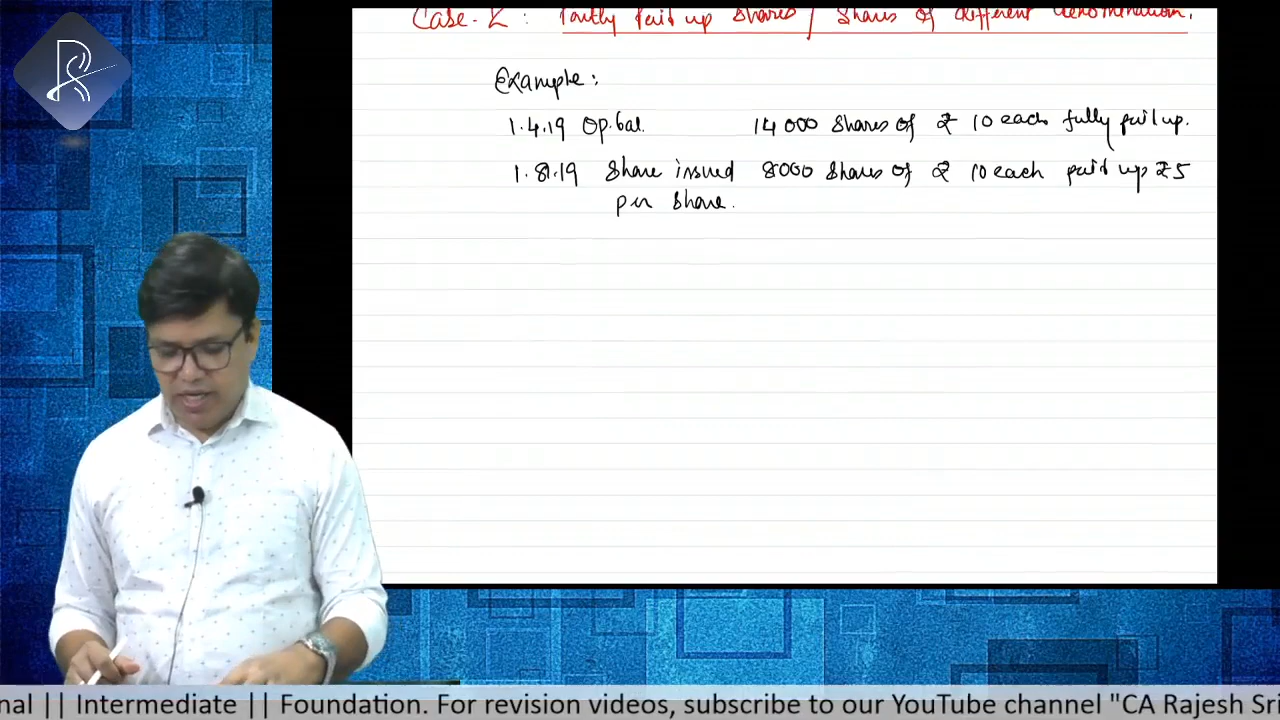 Case-2 : Partly paid up shares / Shares of different denomination.
Example:
1.4.19 Op.bal. 14000 Shares of ₹ 10 each fully paid up.
1.8.19 Share issued 8000 Shares of ₹ 10 each paid up ₹5
per Share.
nal || Intermediate || Foundation. For revision videos, subscribe to our YouTube channel "CA Rajesh Sri